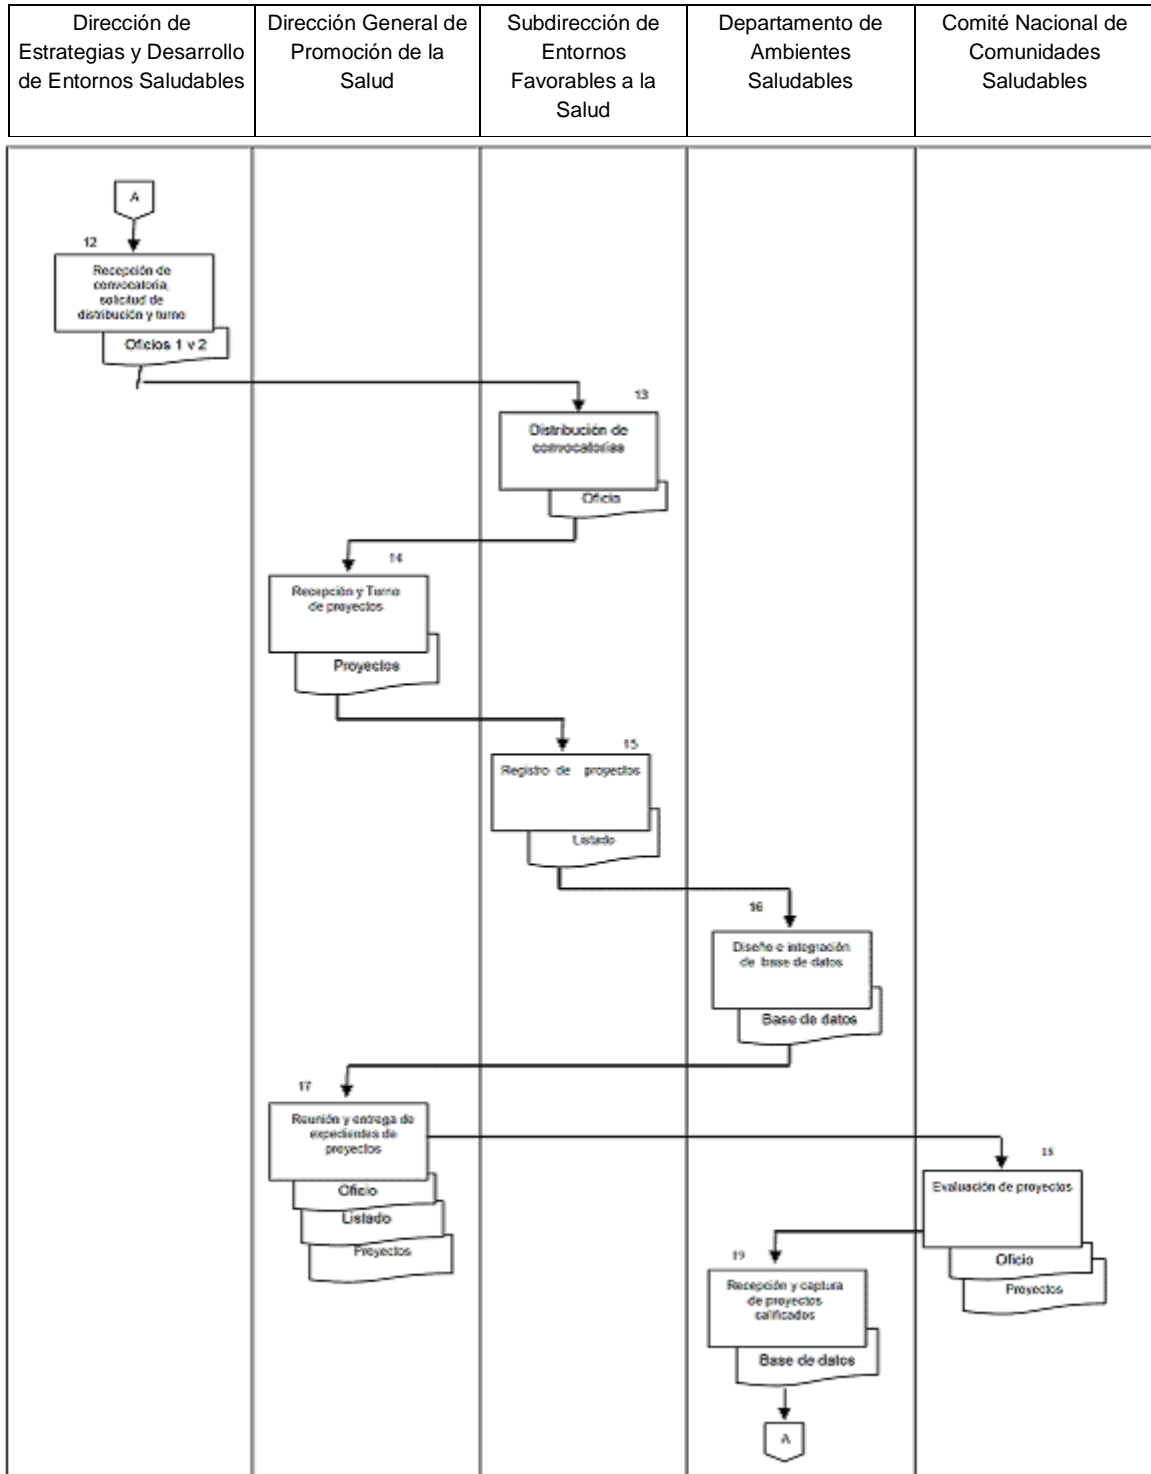 Dirección de
Estrategias y Desarrollo
de Entornos Saludables
Dirección General de
Promoción de la
Salud
Subdirección de
Entornos
Favorables a la
Salud
Departamento de
Ambientes
Saludables
Comité Nacional de
Comunidades
Saludables
A
12
Recepción de
convocatoria,
solicitud de
distribución y turno
Oficios 1 y 2
13
Distribución de
convocatorias
Oficio
14
Recepción y Turno
de proyectos
Proyectos
15
Registro de proyectos
Listado
16
Diseño e integración
de base de datos
Base de datos
17
Reunión y entrega de
expedientes de
proyectos
Oficio
Listado
Proyectos
18
Evaluación de proyectos
Oficio
Proyectos
19
Recepción y captura
de proyectos
calificados
Base de datos
A